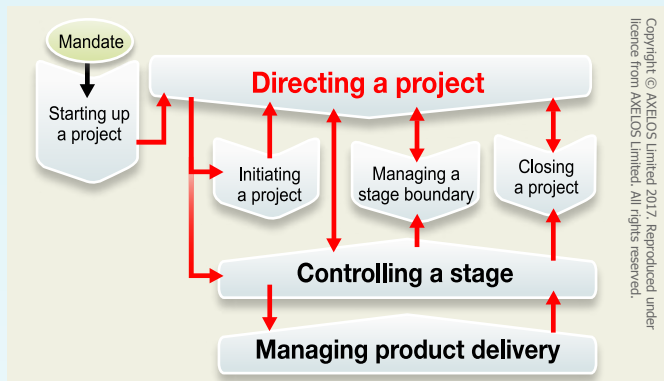 Mandate
Directing a project
Starting up
a project
Initiating
a project
Managing a
stage boundary
Closing
a project
Controlling a stage
Managing product delivery
Copyright © AXELOS Limited 2017. Reproduced under
licence from AXELOS Limited. All rights reserved.